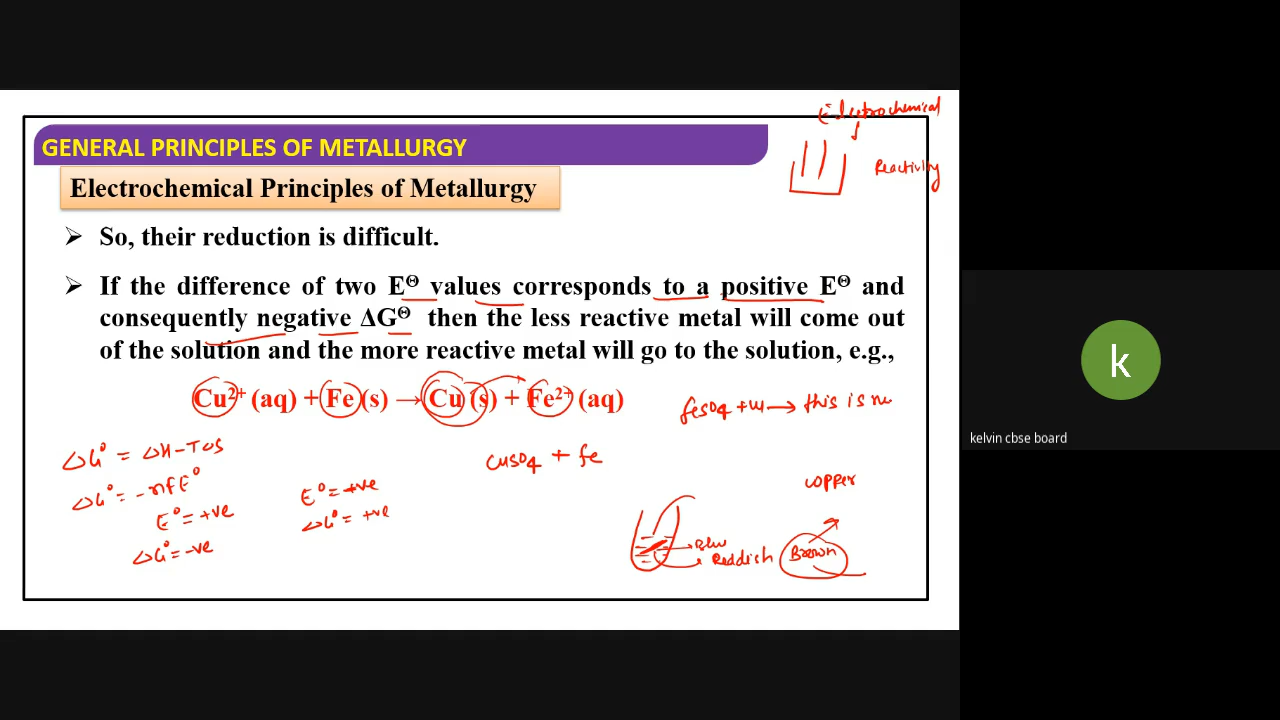 Electrochemical
Reactivity
GENERAL PRINCIPLES OF METALLURGY
Electrochemical Principles of Metallurgy
➢ So, their reduction is difficult.
➢ If the difference of two E⊖ values corresponds to a positive E⊖ and
consequently negative ΔG⊖ then the less reactive metal will come out
of the solution and the more reactive metal will go to the solution, e.g.,
Cu²⁺ (aq) + Fe (s) → Cu (s) + Fe²⁺ (aq)
FeSO₄ + Cu → this is
ΔG° = ΔH - TΔS
CuSO₄ + Fe
ΔG° = -nFE°
E° = +ve
ΔG° = -ve
E° = +ve
ΔG° = +ve
copper
Blue
Reddish
Brown
k
kelvin cbse board